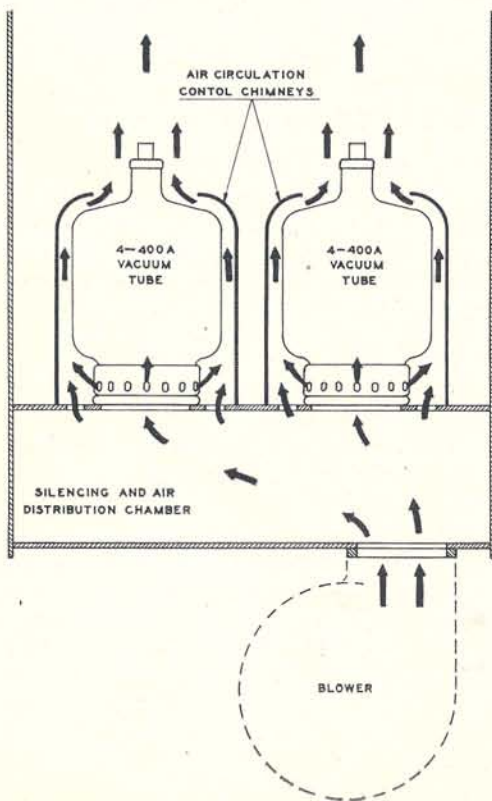 AIR CIRCULATION
CONTOL CHIMNEYS
4-400A
VACUUM
TUBE
4-400A
VACUUM
TUBE
SILENCING AND AIR
DISTRIBUTION CHAMBER
BLOWER